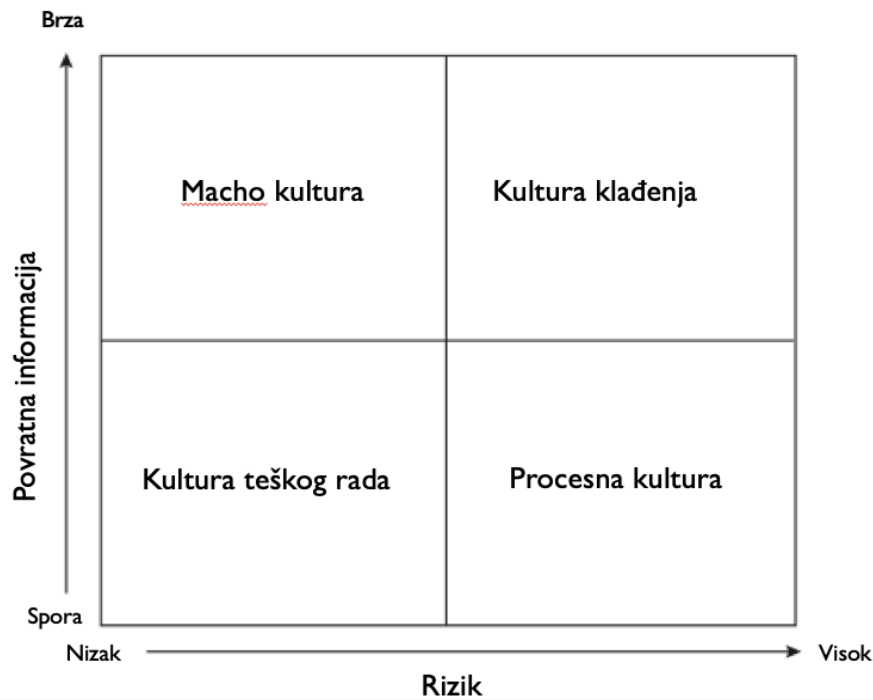 Brza
Macho kultura
Kultura klađenja
Povratna informacija
Kultura teškog rada
Procesna kultura
Spora
Nizak
Visok
Rizik